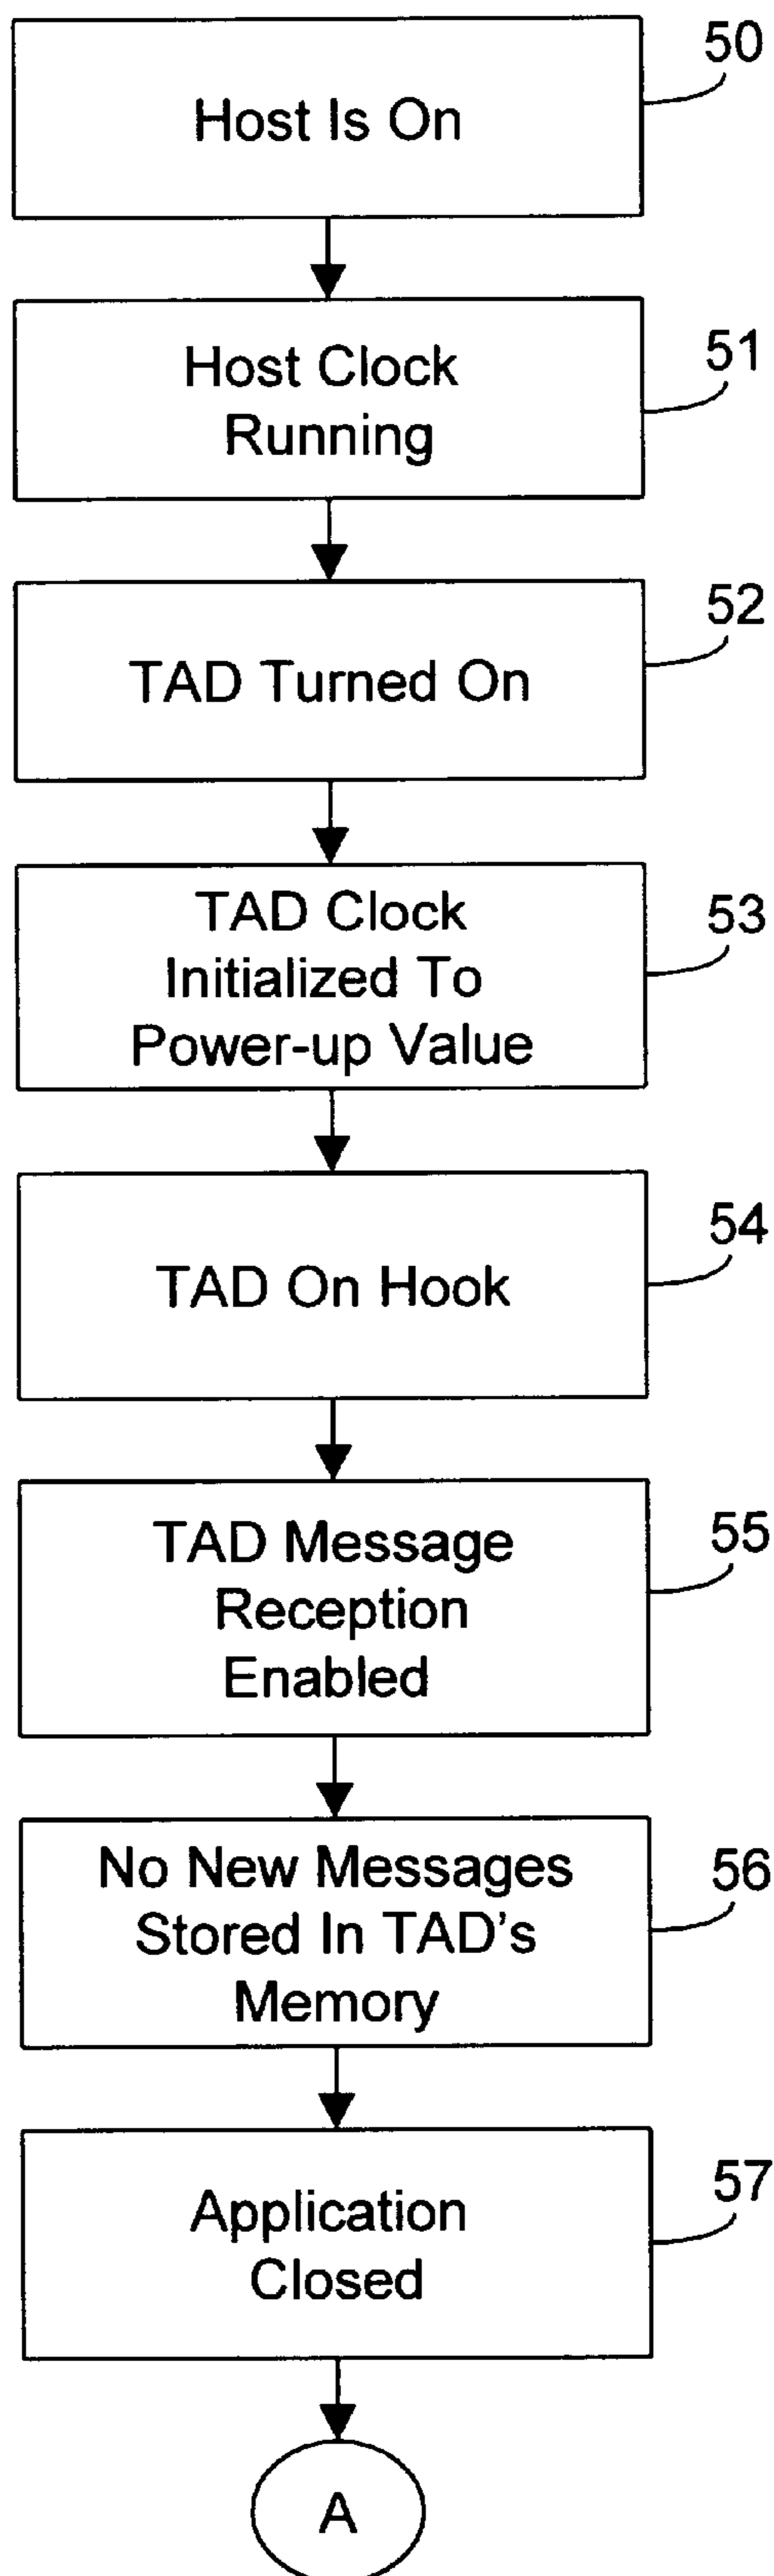 50
Host Is On
51
Host Clock
Running
52
TAD Turned On
53
TAD Clock
Initialized To
Power-up Value
54
TAD On Hook
55
TAD Message
Reception
Enabled
56
No New Messages
Stored In TAD's
Memory
57
Application
Closed
A